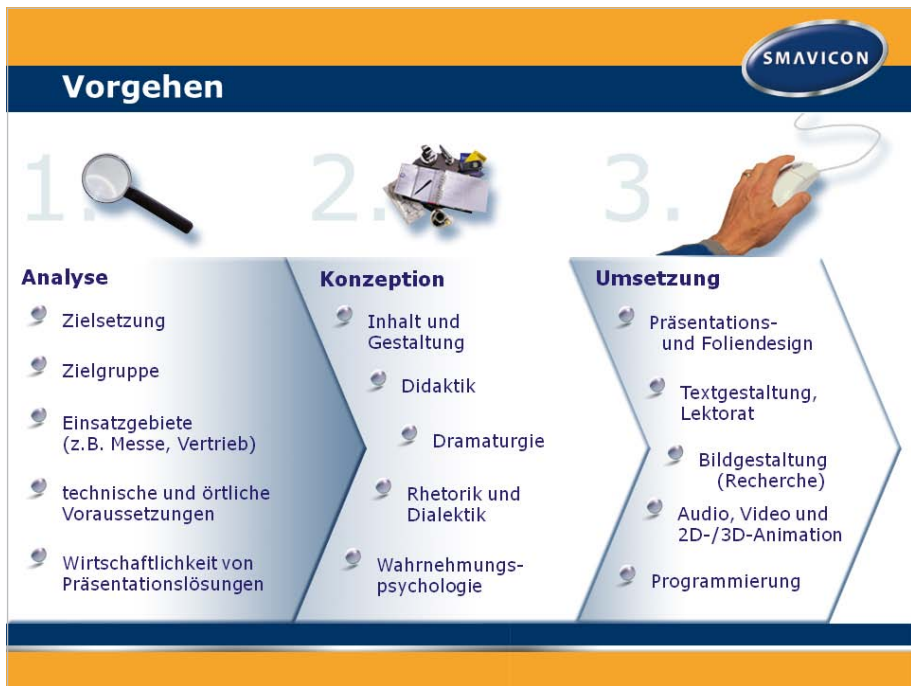 SMAVICON
Vorgehen
1.
2.
3.
Analyse
Zielsetzung
Zielgruppe
Einsatzgebiete
(z.B. Messe, Vertrieb)
technische und örtliche
Voraussetzungen
Wirtschaftlichkeit von
Präsentationslösungen
Konzeption
Inhalt und
Gestaltung
Didaktik
Dramaturgie
Rhetorik und
Dialektik
Wahrnehmungs-
psychologie
Umsetzung
Präsentations-
und Foliendesign
Textgestaltung,
Lektorat
Bildgestaltung
(Recherche)
Audio, Video und
2D-/3D-Animation
Programmierung